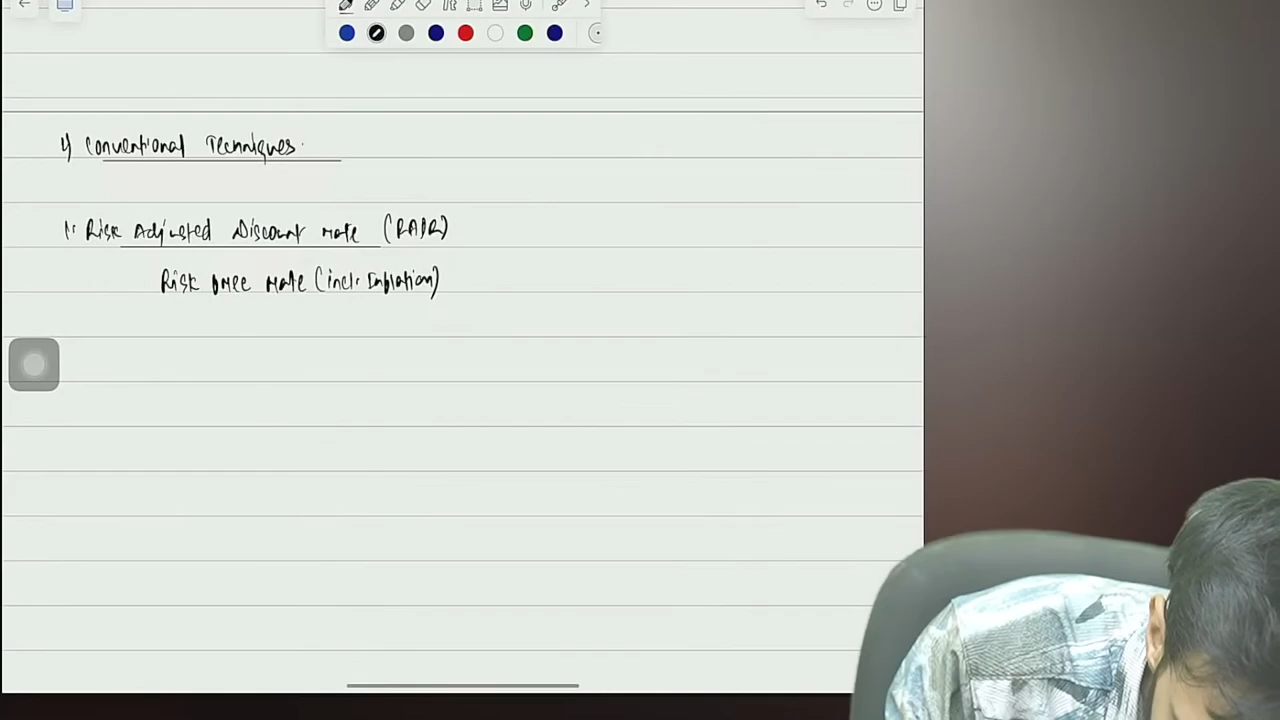 1) Conventional Techniques.
1. Risk Adjusted Discount Rate (RADR)
Risk free rate (incl. Inflation)